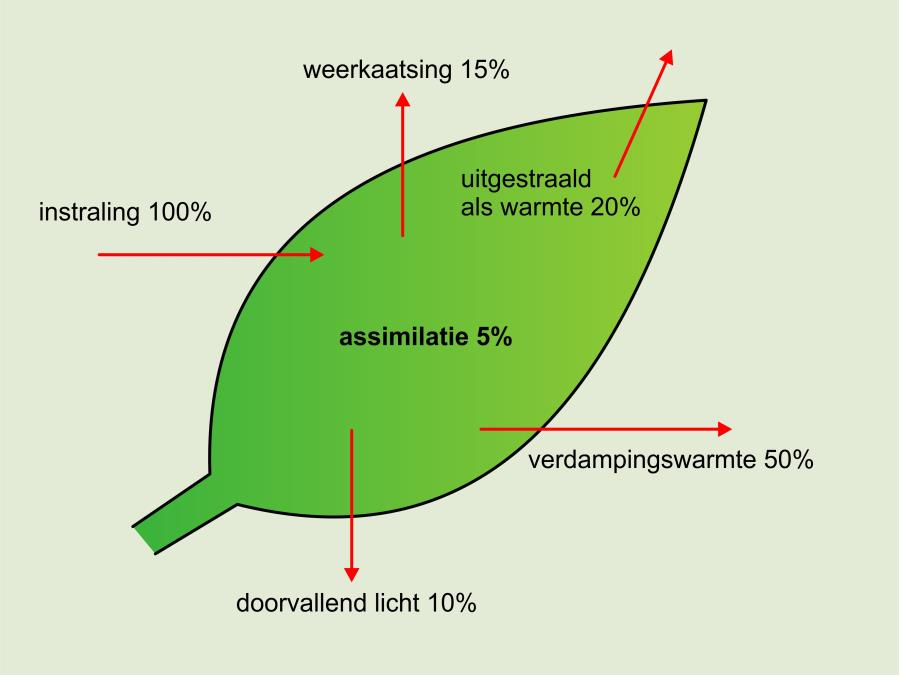 weerkaatsing 15%
uitgestraald
als warmte 20%
instraling 100%
assimilatie 5%
verdampingswarmte 50%
doorvallend licht 10%